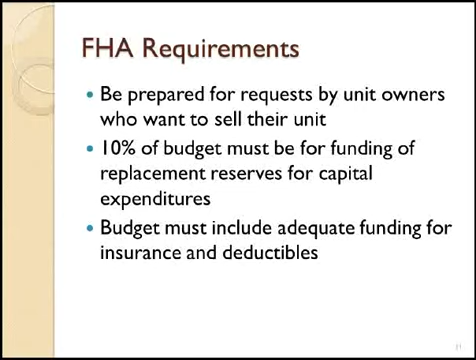 FHA Requirements
• Be prepared for requests by unit owners
who want to sell their unit
• 10% of budget must be for funding of
replacement reserves for capital
expenditures
• Budget must include adequate funding for
insurance and deductibles